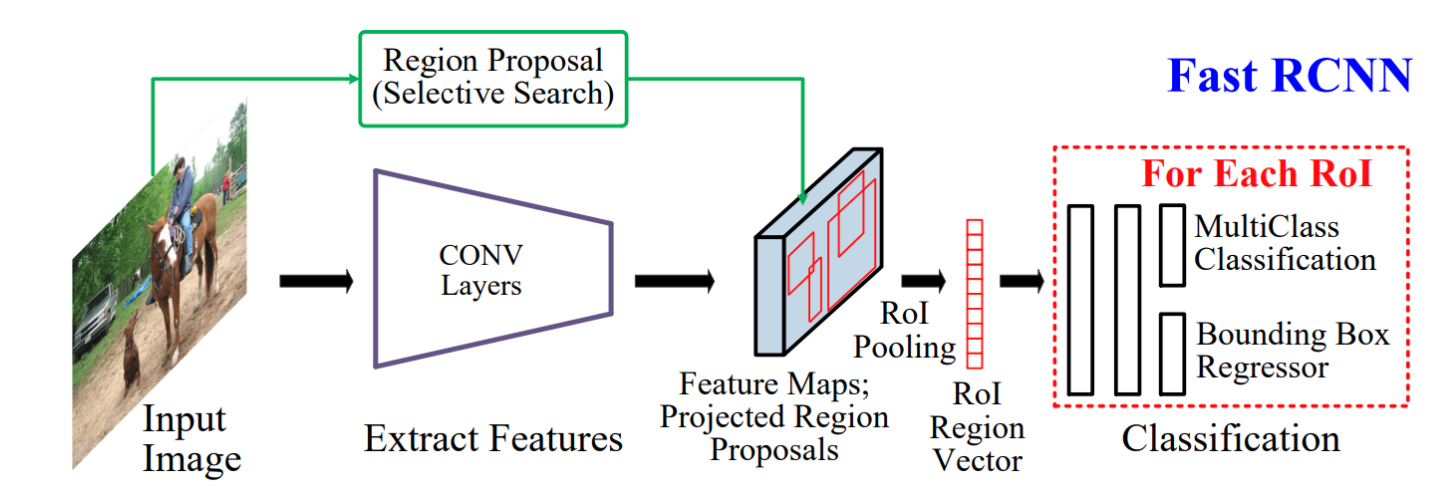 Region Proposal
(Selective Search)
Fast RCNN
CONV
Layers
For Each RoI
MultiClass
Classification
Bounding Box
Regressor
RoI
Pooling
Feature Maps;
Projected Region
Proposals
RoI
Region
Vector
Input
Image
Extract Features
Classification